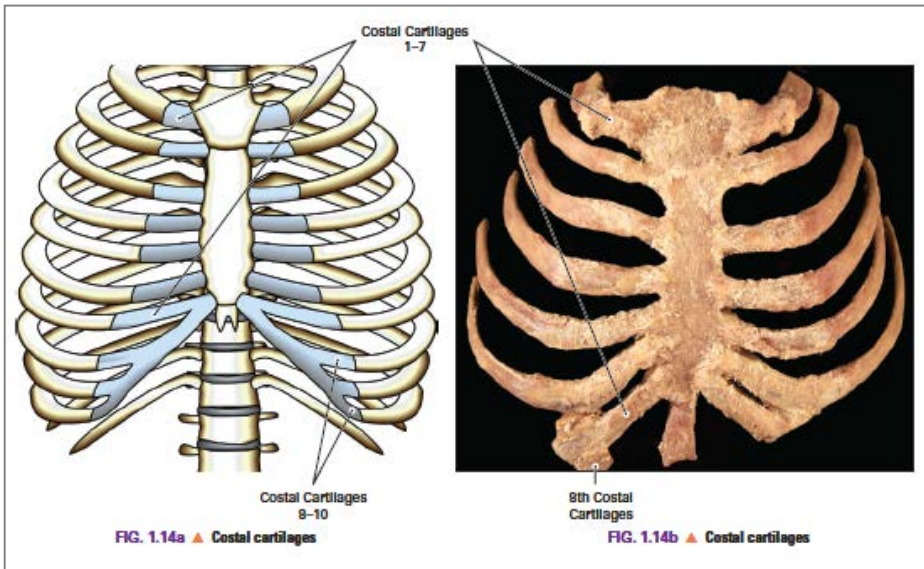 Costal Cartilages
1–7
Costal Cartilages
8–10
8th Costal
Cartilages
FIG. 1.14a ▲ Costal cartilages
FIG. 1.14b ▲ Costal cartilages